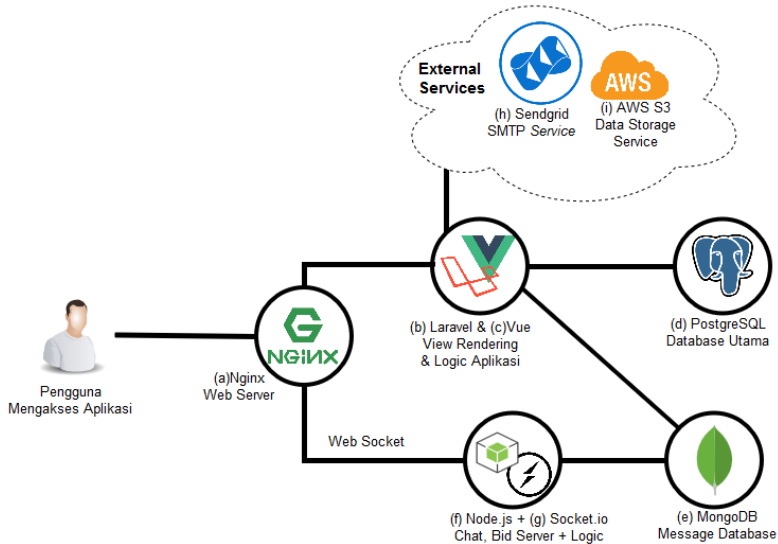 External
Services
AWS
(h) Sendgrid
SMTP Service
(i) AWS S3
Data Storage
Service
NGINX
(b) Laravel & (c)Vue
View Rendering
& Logic Aplikasi
(d) PostgreSQL
Database Utama
(a)Nginx
Web Server
Pengguna
Mengakses Aplikasi
Web Socket
(f) Node.js + (g) Socket.io
Chat, Bid Server + Logic
(e) MongoDB
Message Database